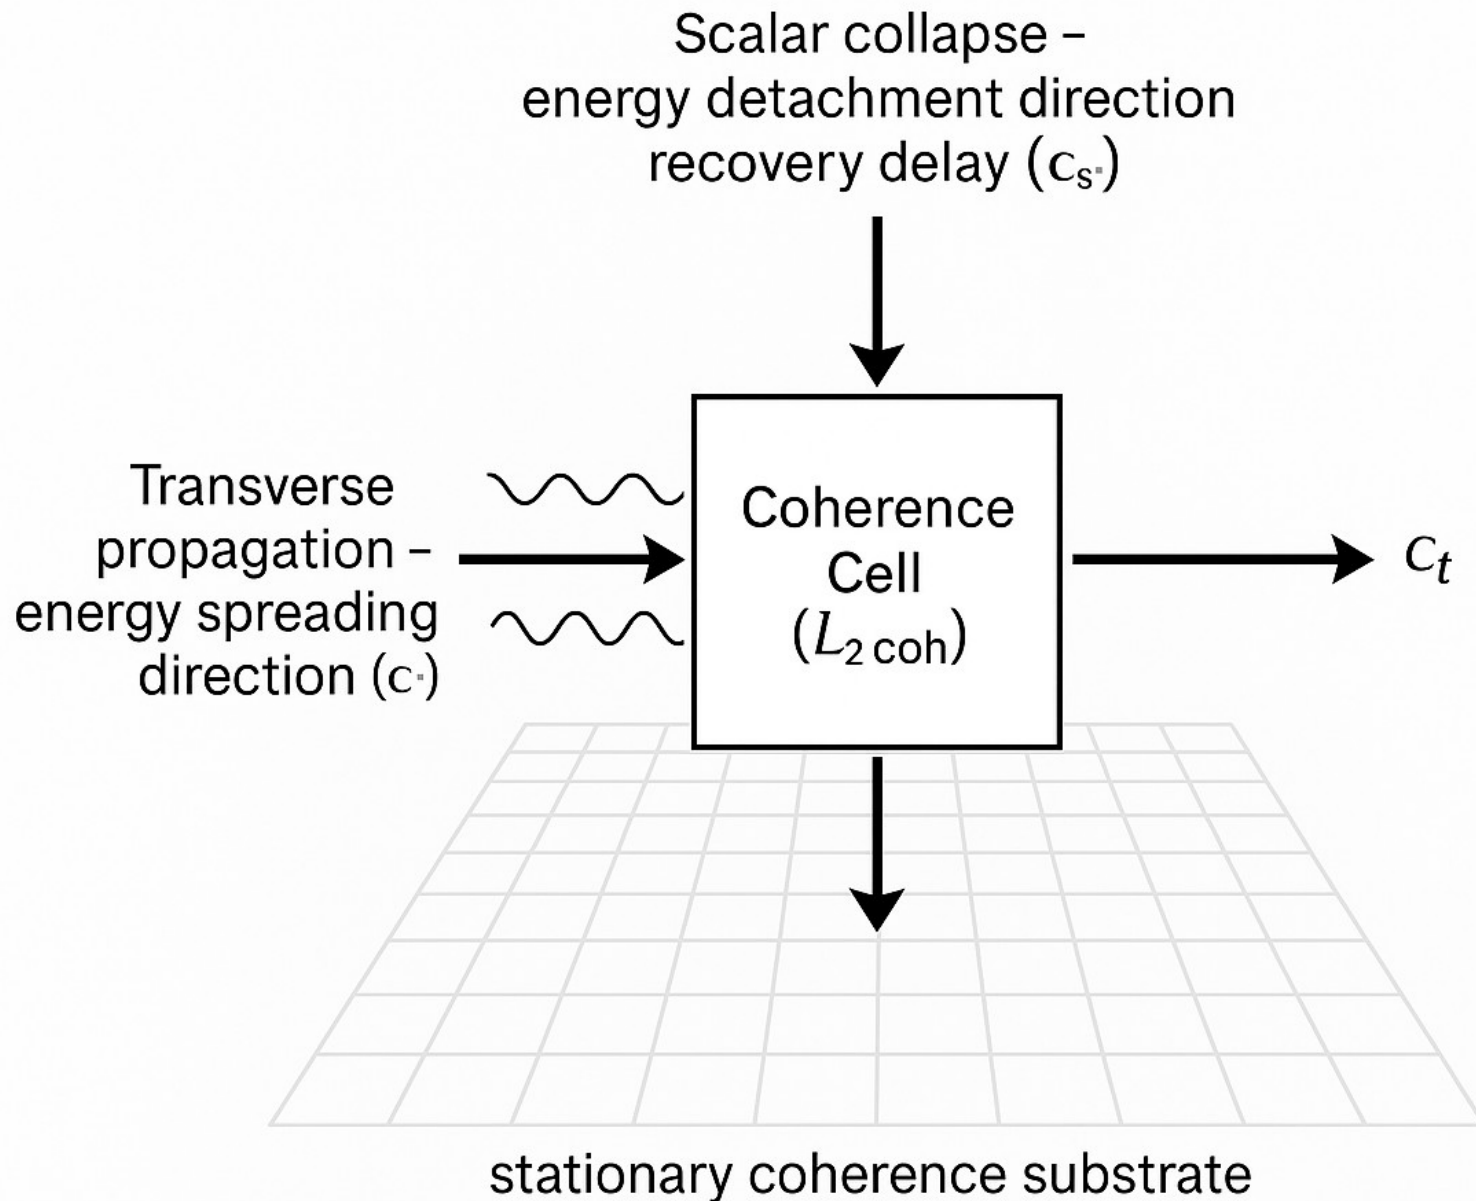 Scalar collapse –
energy detachment direction
recovery delay (cₛ·)
Transverse
propagation –
energy spreading
direction (c·)
Coherence
Cell
(L₂ coh)
Cₜ
stationary coherence substrate